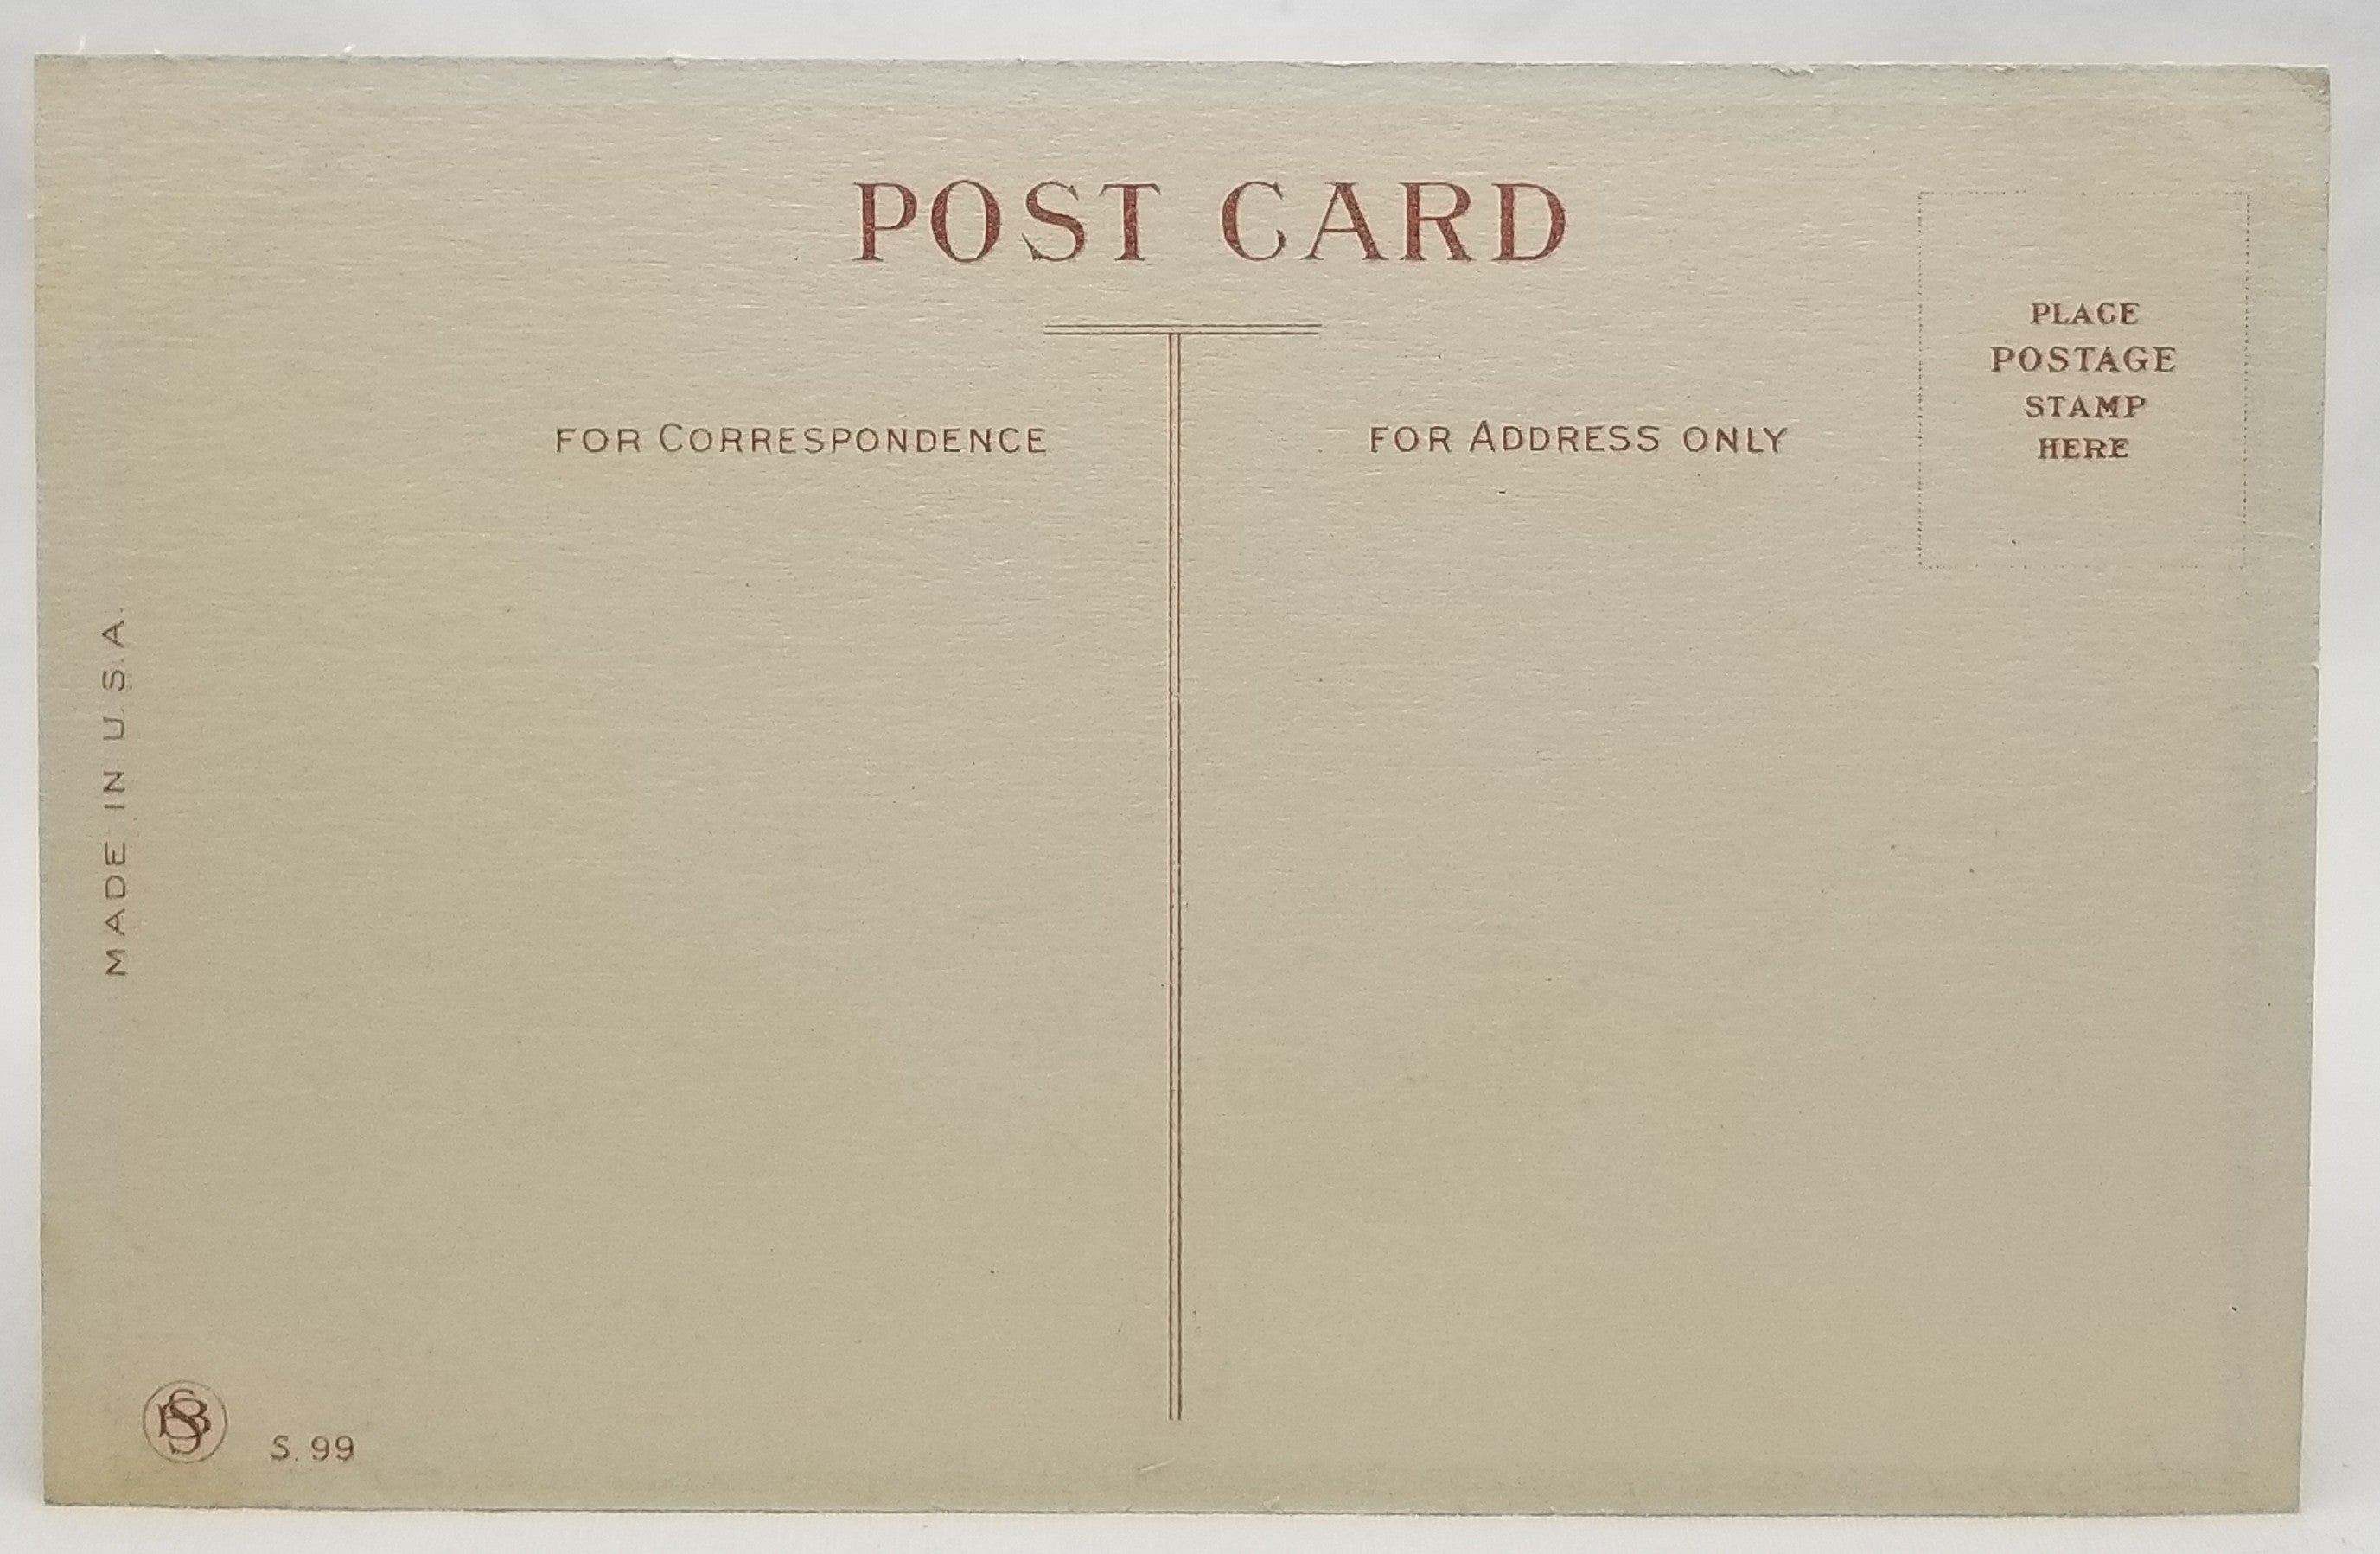 POST CARD
PLACE
POSTAGE
STAMP
HERE
FOR CORRESPONDENCE
FOR ADDRESS ONLY
MADE IN U.S.A.
S. 99